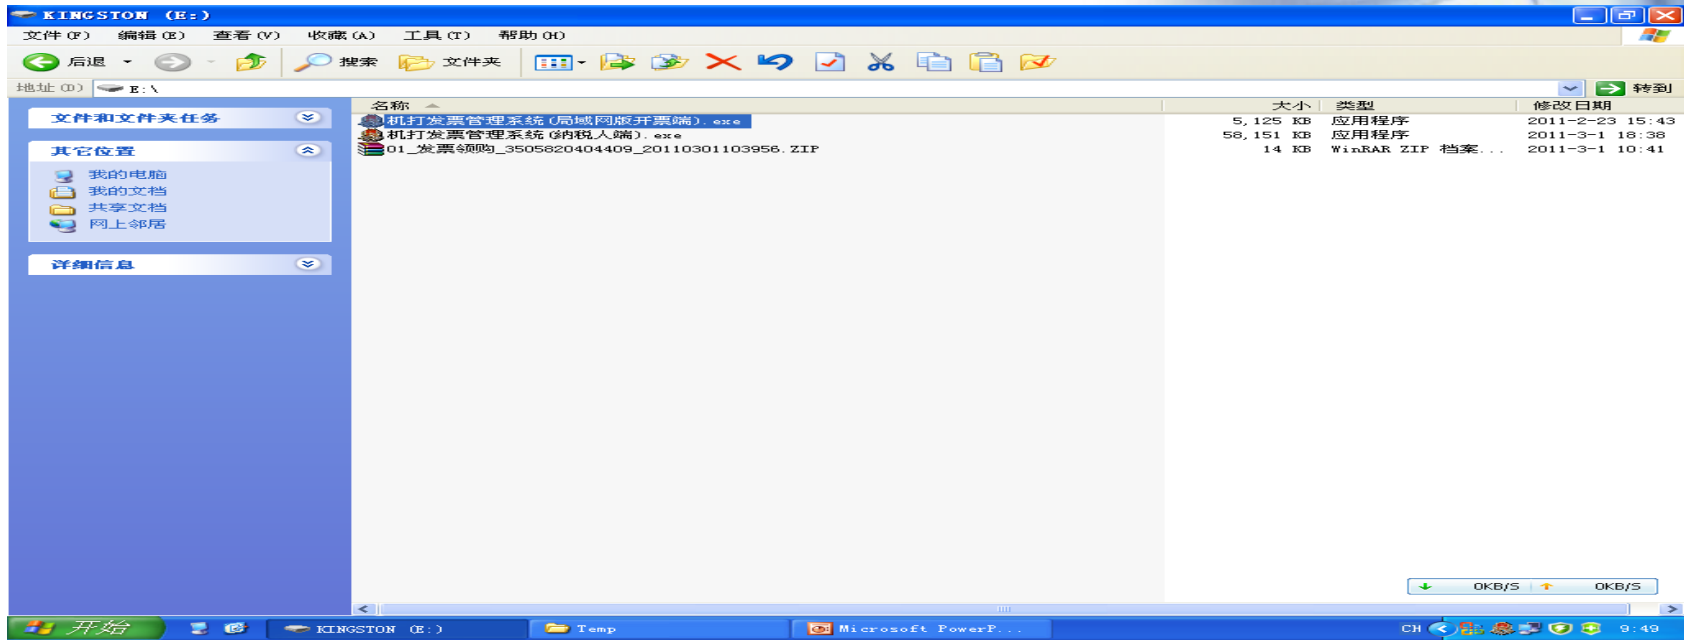 KINGSTON (E:)
文件(F) 编辑(E) 查看(V) 收藏(A) 工具(T) 帮助(H)
后退 搜索 文件夹
地址(D) E:\ 转到
名称 大小 类型 修改日期
文件和文件夹任务
机打发票管理系统(局域网版开票端).exe 5,125 KB 应用程序 2011-2-23 15:43
机打发票管理系统(纳税人端).exe 58,151 KB 应用程序 2011-3-1 18:38
01_发票领购_3505820404409_20110301103956.ZIP 14 KB WinRAR ZIP 档案... 2011-3-1 10:41
其它位置
我的电脑
我的文档
共享文档
网上邻居
详细信息
0KB/S 0KB/S
开始 KINGSTON (E:) Temp Microsoft PowerP... CH 9:49